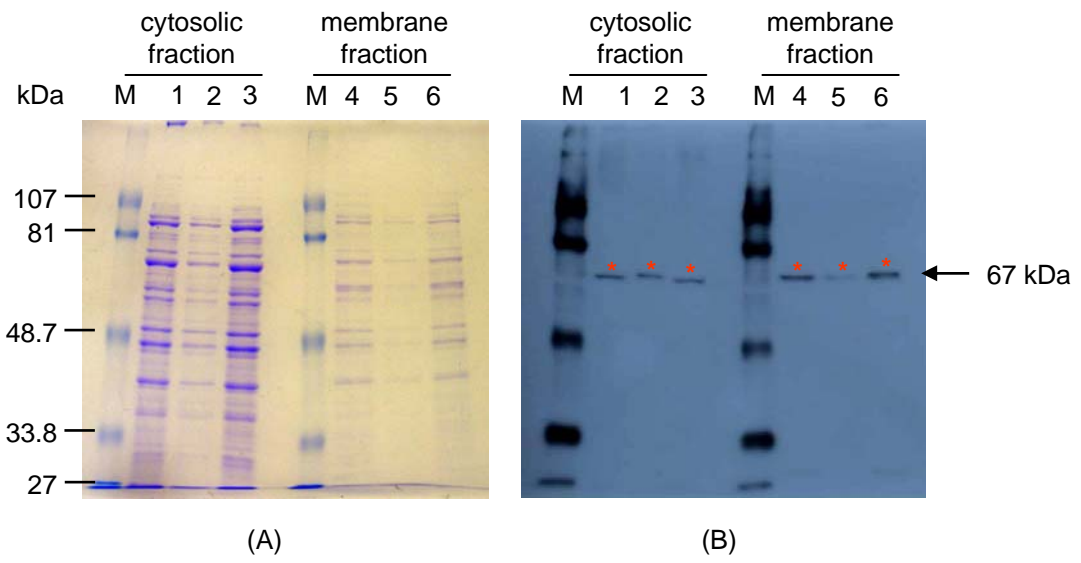 cytosolic fraction
membrane fraction
cytosolic fraction
membrane fraction
kDa
M 1 2 3
M 4 5 6
M 1 2 3
M 4 5 6
107
81
48.7
33.8
27
* * *
* * *
67 kDa
(A)
(B)